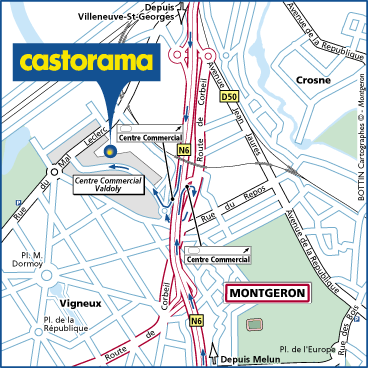 Depuis
Villeneuve-St-Georges
castorama
Avenue de la République
Crosne
BOTTIN Cartographes © - Montgeron
D50
Route de Corbeil
Avenue Jean Jaurès
Rue du Mal Leclerc
Centre Commercial
N6
Centre Commercial
Valdoly
Rue du Repos
Avenue de la République
Pl. M.
Dormoy
Centre Commercial
Vigneux
Pl. de la
République
MONTGERON
Route de Corbeil
N6
Rue des Bois
Pl. de l'Europe
Depuis Melun